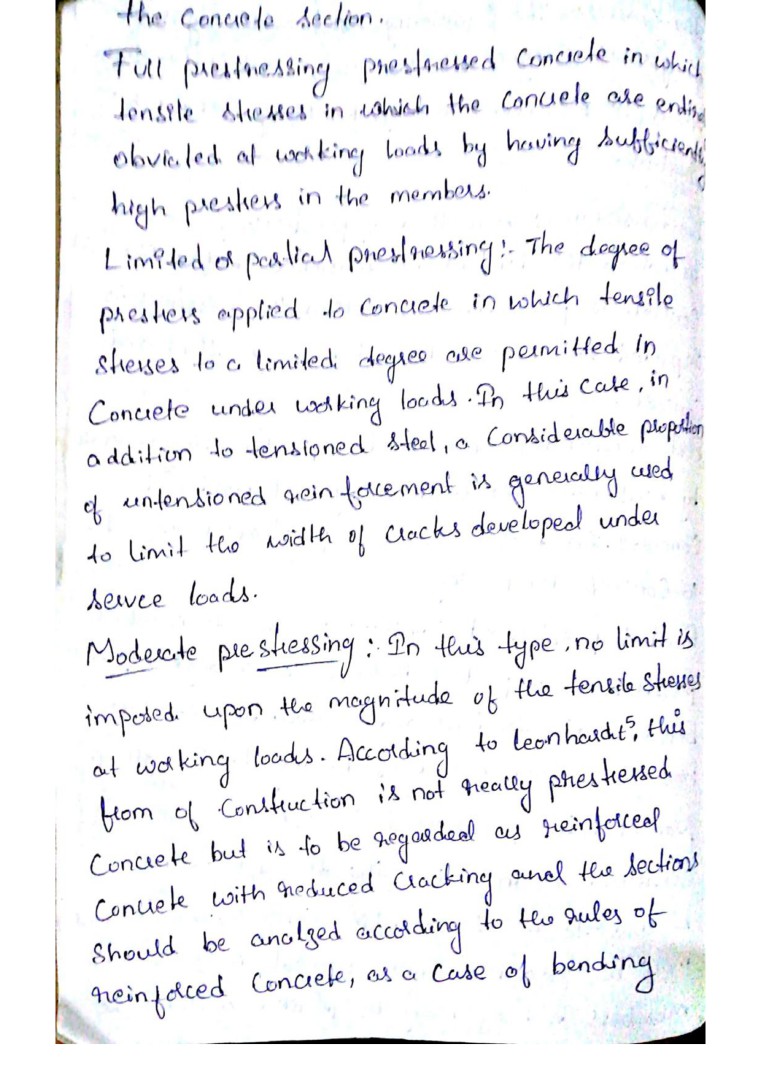 the Concrete section.
Full prestressing prestressed Concrete in which
tensile stresses in which the concrete are
obviated at working loads by having sufficiently
high prestress in the members.
Limited or partial prestressing:- The degree of
prestress applied to concrete in which tensile
stresses to a limited degree are permitted in
Concrete under working loads. In this case, in
addition to tensioned steel, a Considerable proportion
of untensioned reinforcement is generally used
to limit the width of cracks developed under
servce loads.
Moderate prestressing: In this type, no limit is
imposed upon the magnitude of the tensile stresses
at working loads. According to leonhardt5, this
from of Construction is not really prestressed
Concrete but is to be regarded as reinforced
Concrete with reduced Cracking and the sections
should be analzed according to the rules of
reinforced Concrete, as a case of bending